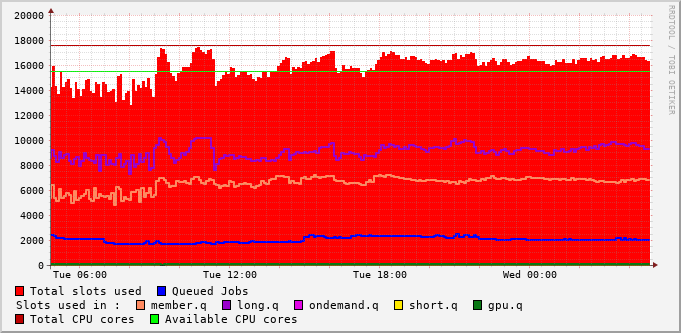 20000
18000
16000
14000
12000
10000
8000
6000
4000
2000
0
Tue 06:00 Tue 12:00 Tue 18:00 Wed 00:00
RRDTOOL / TOBI OETIKER
Total slots used Queued Jobs
Slots used in : member.q long.q ondemand.q short.q gpu.q
Total CPU cores Available CPU cores